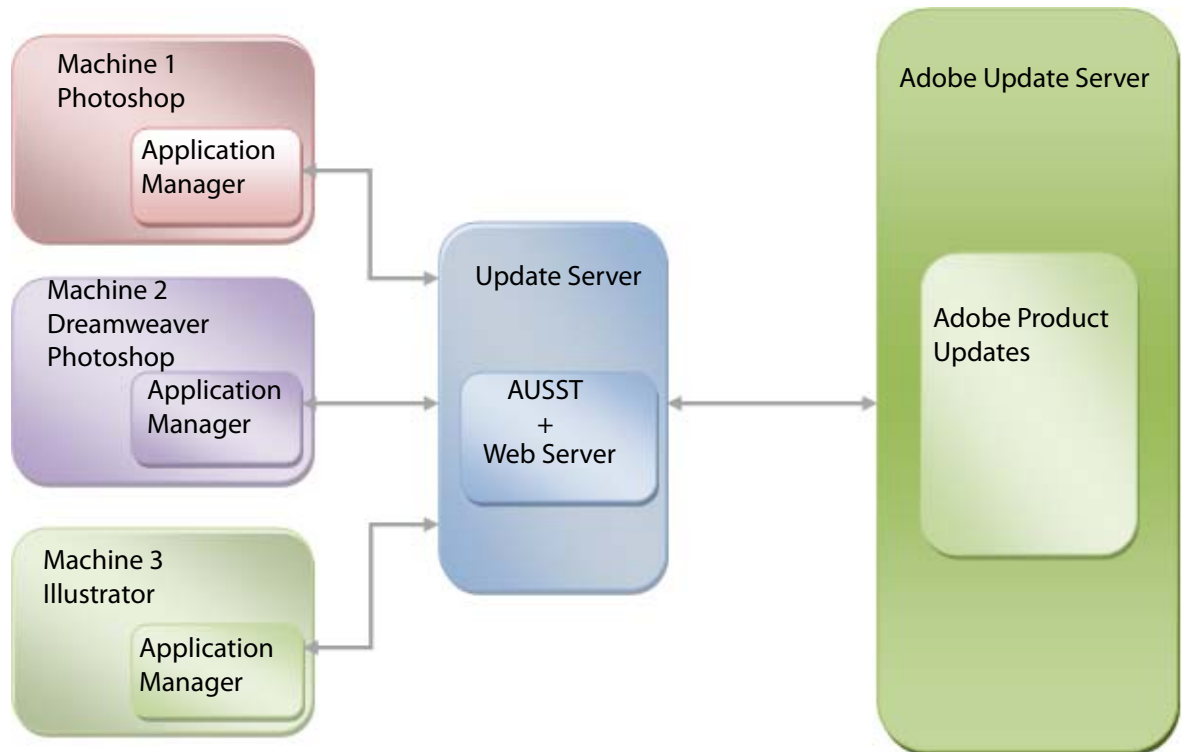 Machine 1
Photoshop
Application
Manager
Machine 2
Dreamweaver
Photoshop
Application
Manager
Machine 3
Illustrator
Application
Manager
Update Server
AUSST
+
Web Server
Adobe Update Server
Adobe Product
Updates